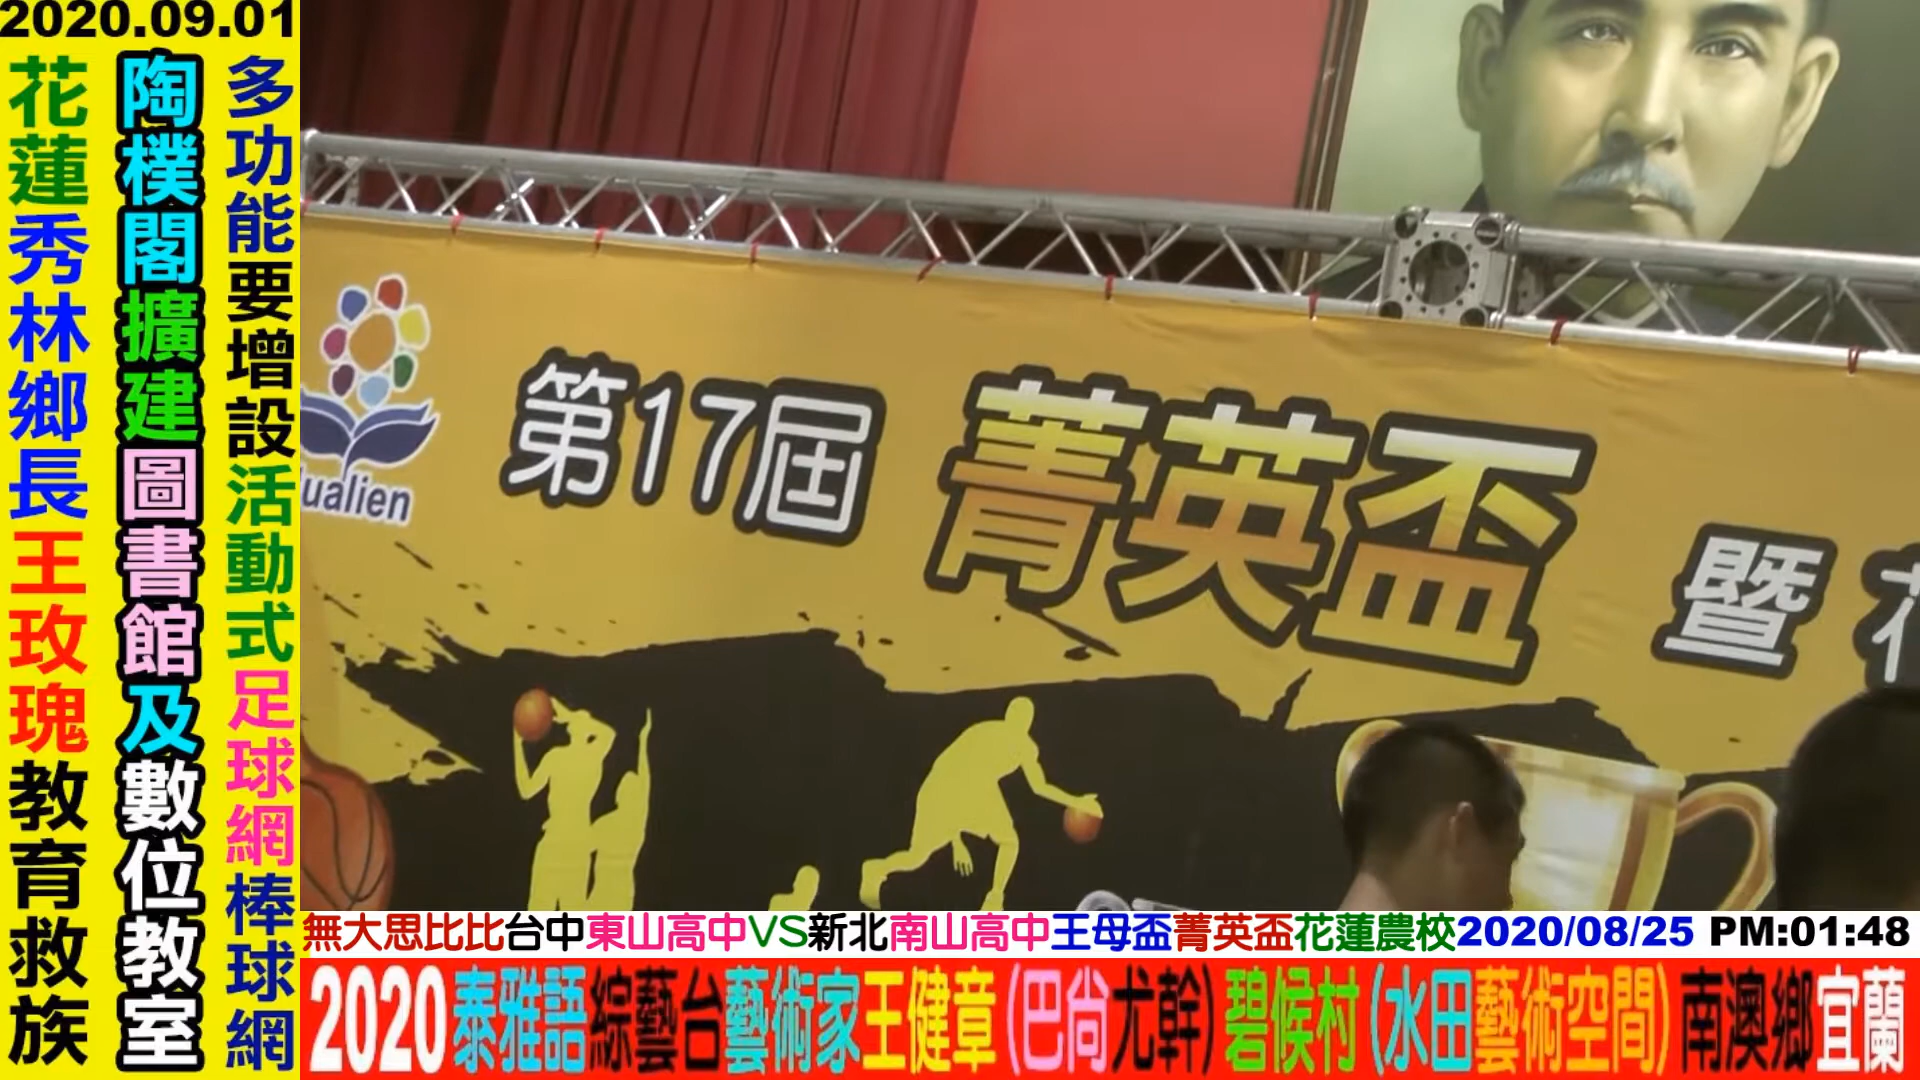 2020.09.01
多功能要增設活動式足球網棒球網
陶樸閣擴建圖書館及數位教室
花蓮秀林鄉長王玫瑰教育救族
ualien
第17屆 菁英盃 暨
無大思比比台中東山高中VS新北南山高中王母盃菁英盃花蓮農校2020/08/25 PM:01:48
2020泰雅語綜藝台藝術家王健章(巴尚尤幹)碧候村(水田藝術空間)南澳鄉宜蘭